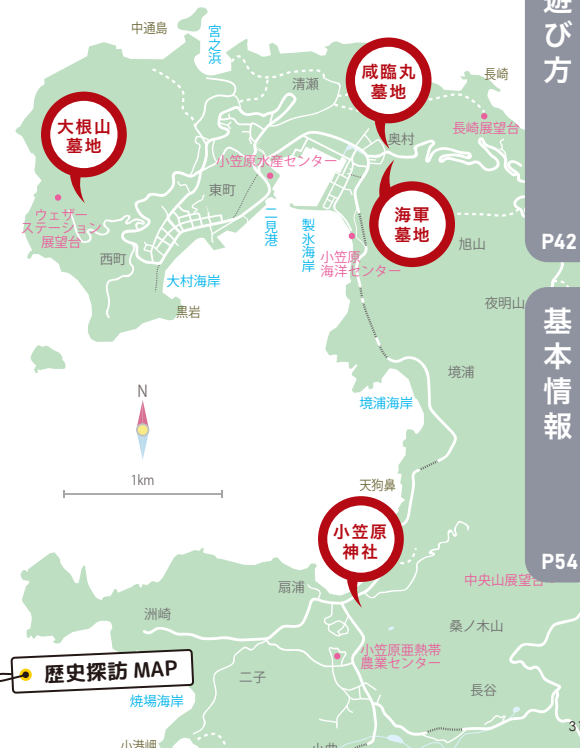 遊び方
中通島
宮之浜
咸臨丸
墓地
清瀬
長崎
大根山
墓地
長崎展望台
奥村
小笠原水産センター
東町
海軍
墓地
ウェザー
ステーション
展望台
二見港
製氷海岸
旭山
P42
小笠原
海洋センター
西町
大村海岸
夜明山
黒岩
基本情報
境浦
N
境浦海岸
1km
天狗鼻
小笠原
神社
P54
扇浦
中央山展望台
洲崎
桑ノ木山
小笠原亜熱帯
農業センター
歴史探訪 MAP
二子
長谷
焼場海岸
31
小港岬
小曲